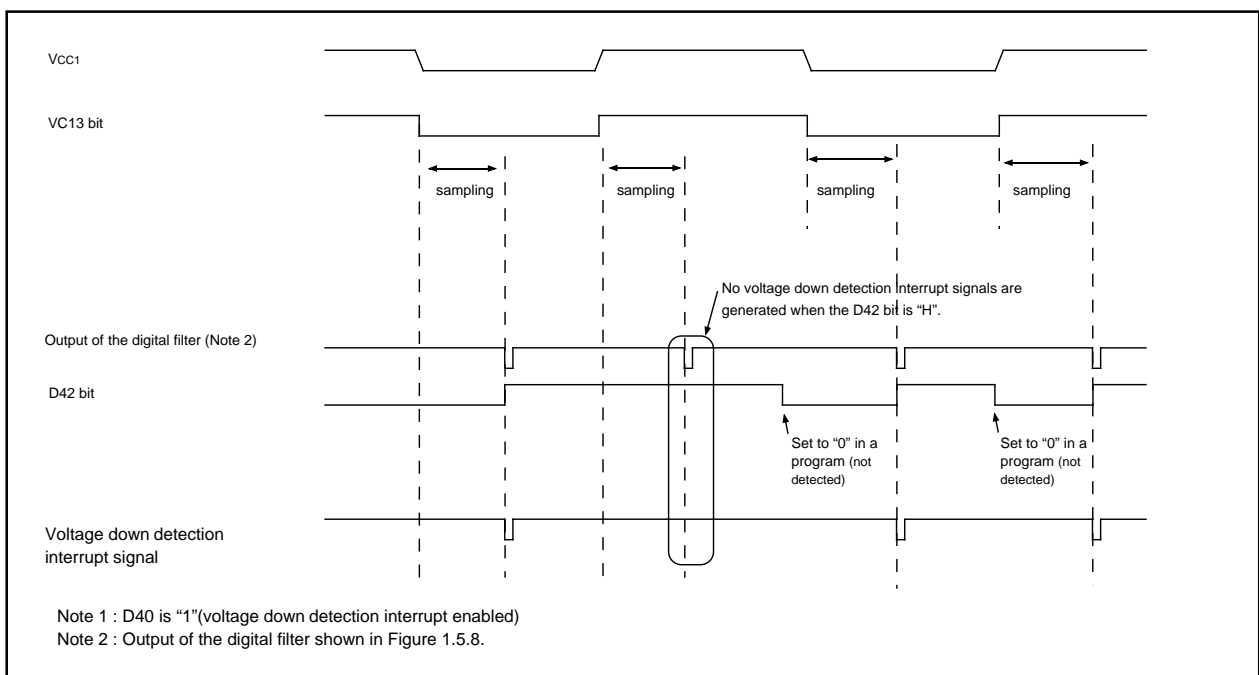 VCC1
VC13 bit
sampling
sampling
sampling
sampling
No voltage down detection interrupt signals are
generated when the D42 bit is “H”.
Output of the digital filter (Note 2)
D42 bit
Set to “0” in a
program (not
detected)
Set to “0” in a
program (not
detected)
Voltage down detection
interrupt signal
Note 1 : D40 is “1”(voltage down detection interrupt enabled)
Note 2 : Output of the digital filter shown in Figure 1.5.8.